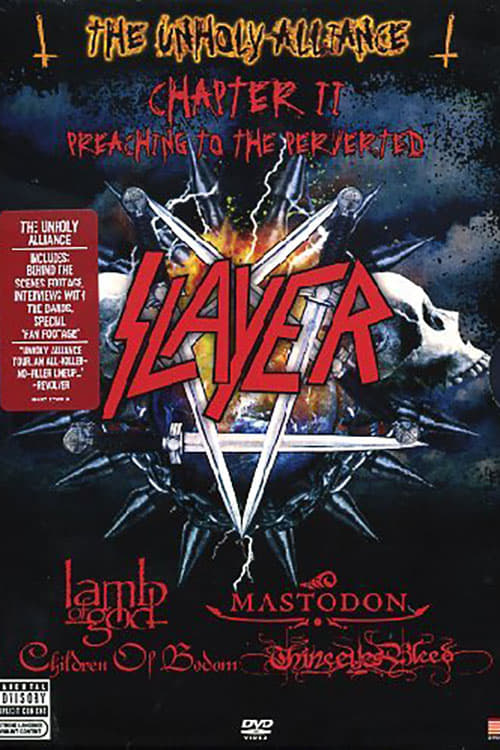 THE UNHOLY ALLIANCE
CHAPTER II
PREACHING TO THE PERVERTED
THE UNHOLY
ALLIANCE
INCLUDES:
BEHIND THE
SCENES FOOTAGE,
INTERVIEWS WITH
THE BANDS,
SPECIAL
"FAN FOOTAGE"
"UNHOLY ALLIANCE
TOUR, AN ALL-KILLER-
NO-FILLER LINEUP..."
-REVOLVER
SLAYER
lamb
of god
MASTODON
Children Of Bodom
Thine Eyes Bleed
ADVISORY
EXPLICIT CONTENT
DVD
VIDEO